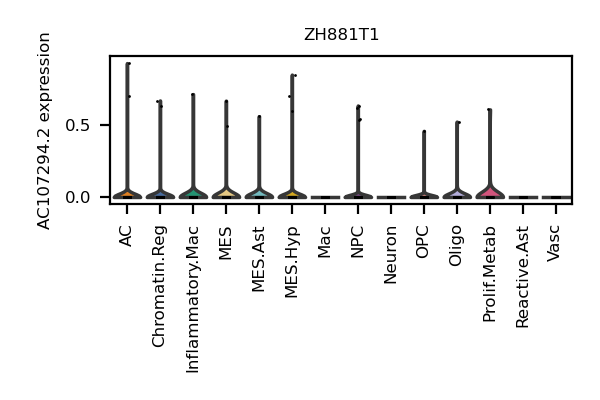 ZH881T1
AC107294.2 expression
0.5
0.0
AC
Chromatin.Reg
Inflammatory.Mac
MES
MES.Ast
MES.Hyp
Mac
NPC
Neuron
OPC
Oligo
Prolif.Metab
Reactive.Ast
Vasc